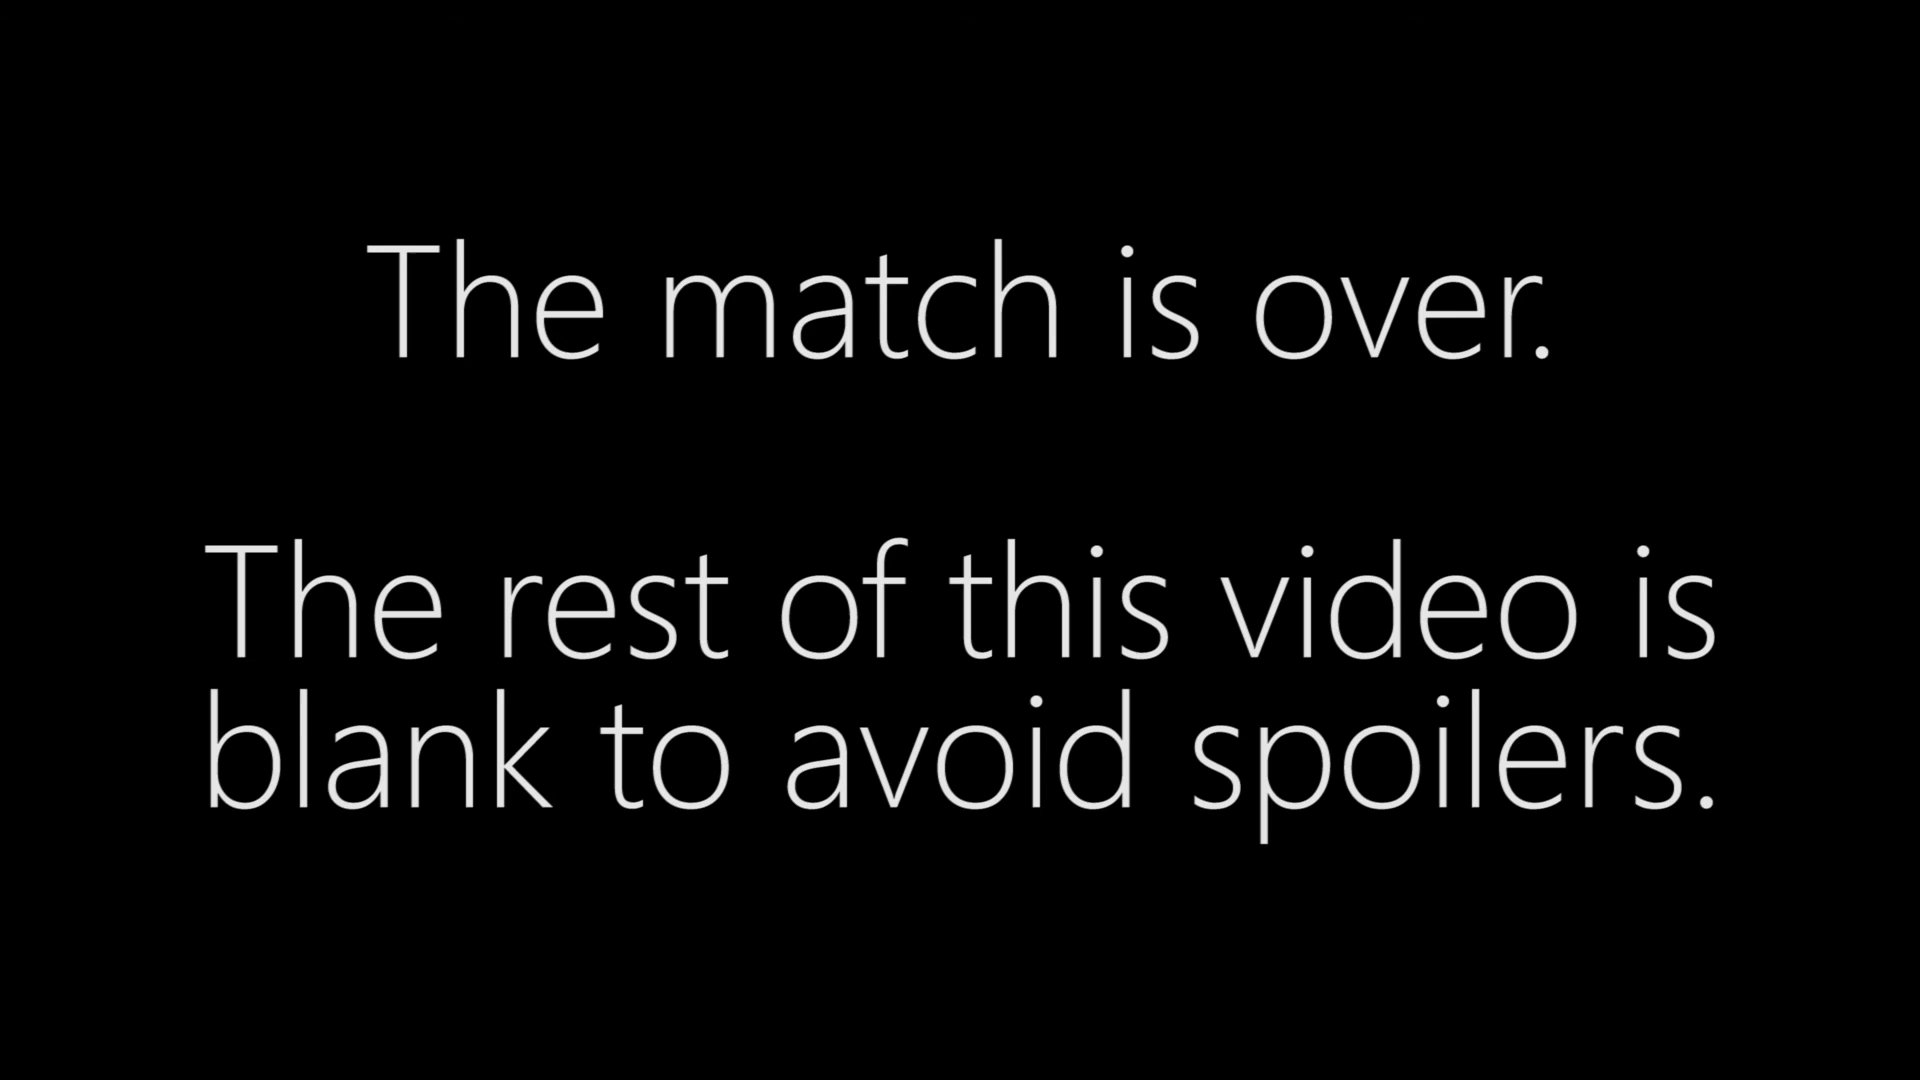 The match is over.
The rest of this video is
blank to avoid spoilers.